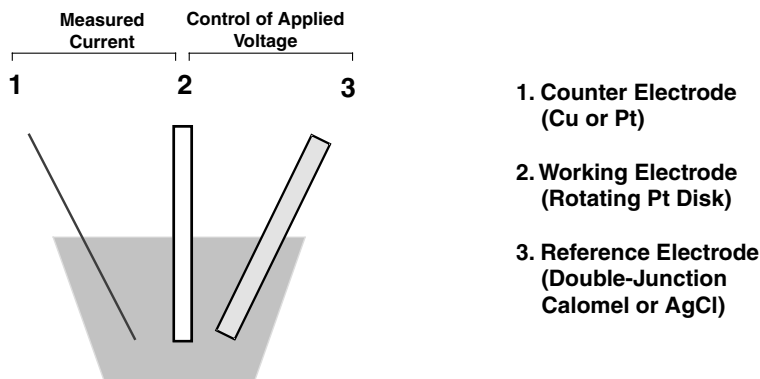 Measured
Current
Control of Applied
Voltage
1
2
3
1. Counter Electrode
(Cu or Pt)
2. Working Electrode
(Rotating Pt Disk)
3. Reference Electrode
(Double-Junction
Calomel or AgCl)